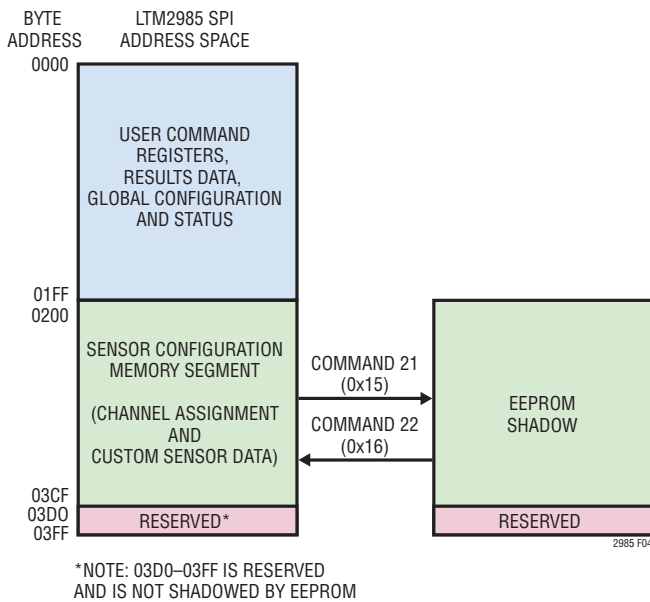 BYTE
ADDRESS
LTM2985 SPI
ADDRESS SPACE
0000
USER COMMAND
REGISTERS,
RESULTS DATA,
GLOBAL CONFIGURATION
AND STATUS
01FF
0200
SENSOR CONFIGURATION
MEMORY SEGMENT
(CHANNEL ASSIGNMENT
AND
CUSTOM SENSOR DATA)
COMMAND 21
(0x15)
COMMAND 22
(0x16)
EEPROM
SHADOW
03CF
03D0
03FF
RESERVED*
RESERVED
2985 F04
*NOTE: 03D0–03FF IS RESERVED
AND IS NOT SHADOWED BY EEPROM